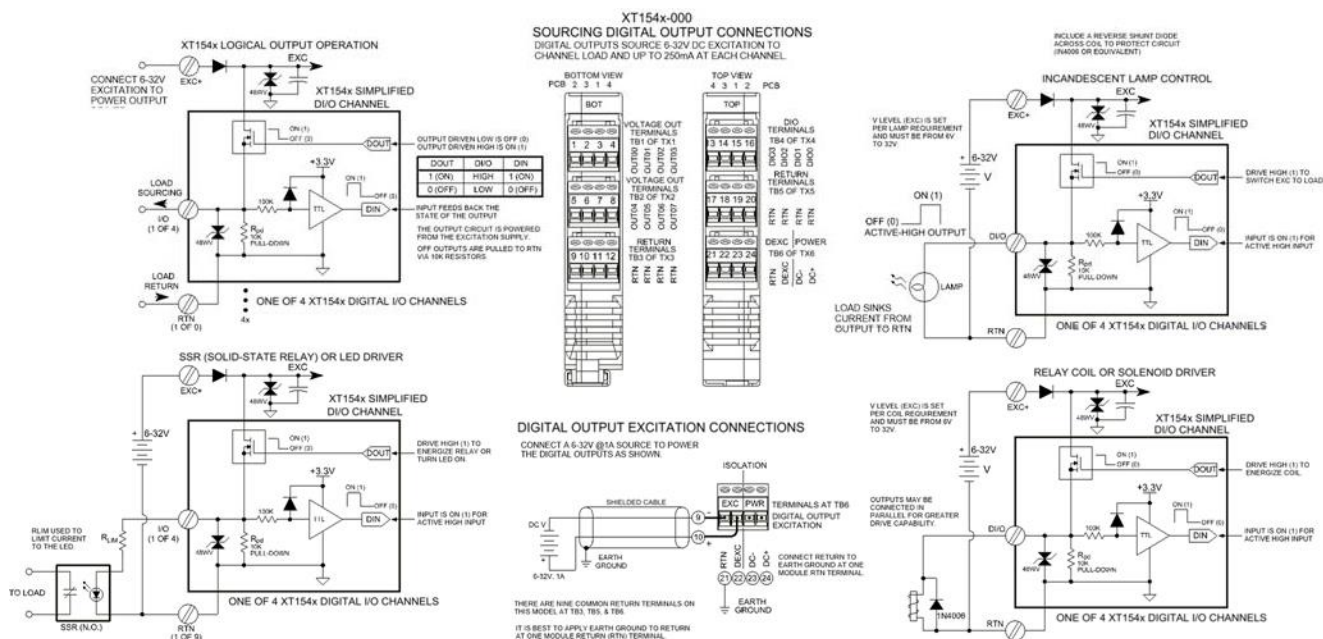 XT154x-000
SOURCING DIGITAL OUTPUT CONNECTIONS
DIGITAL OUTPUTS SOURCE 6-32V DC EXCITATION TO
CHANNEL LOAD AND UP TO 250mA AT EACH CHANNEL.
XT154x LOGICAL OUTPUT OPERATION
CONNECT 6-32V
EXCITATION TO
POWER OUTPUT
EXC+
EXC
48WV
XT154x SIMPLIFIED
DI/O CHANNEL
ON (1)
OFF (0)
DOUT
OUTPUT DRIVEN LOW IS OFF (0)
OUTPUT DRIVEN HIGH IS ON (1)
DOUT DI/O DIN
1 (ON) HIGH 1 (ON)
0 (OFF) LOW 0 (OFF)
+3.3V
ON (1)
OFF (0)
LOAD
SOURCING
I/O
(1 OF 4)
100K
TTL
DIN
INPUT FEEDS BACK THE
STATE OF THE OUTPUT
48WV
Rpd
10K
PULL-DOWN
THE OUTPUT CIRCUIT IS POWERED
FROM THE EXCITATION SUPPLY.
OFF OUTPUTS ARE PULLED TO RTN
VIA 10K RESISTORS
LOAD
RETURN
RTN
(1 OF 0)
4x
ONE OF 4 XT154x DIGITAL I/O CHANNELS
BOTTOM VIEW
PCB 2 3 1 4
BOT
VOLTAGE OUT
TERMINALS
TB1 OF TX1
1 2 3 4
OUT00
OUT01
OUT02
OUT03
VOLTAGE OUT
TERMINALS
TB2 OF TX2
5 6 7 8
OUT04
OUT05
OUT06
OUT07
RETURN
TERMINALS
TB3 OF TX3
9 10 11 12
RTN
RTN
RTN
RTN
TOP VIEW
4 3 1 2 PCB
TOP
DIO
TERMINALS
TB4 OF TX4
13 14 15 16
DIO3
DIO2
DIO1
DIO0
RETURN
TERMINALS
TB5 OF TX5
17 18 19 20
RTN
RTN
RTN
RTN
DEXC POWER
TB6 OF TX6
21 22 23 24
RTN
DEXC
DC-
DC+
INCLUDE A REVERSE SHUNT DIODE
ACROSS COIL TO PROTECT CIRCUIT
(IN4006 OR EQUIVALENT)
INCANDESCENT LAMP CONTROL
EXC
EXC+
V LEVEL (EXC) IS SET
PER LAMP REQUIREMENT
AND MUST BE FROM 6V
TO 32V.
48WV
XT154x SIMPLIFIED
DI/O CHANNEL
6-32V
V
ON (1)
OFF (0)
DOUT
DRIVE HIGH (1) TO
SWITCH EXC TO LOAD
ON (1)
OFF (0)
ACTIVE-HIGH OUTPUT
+3.3V
ON (1)
OFF (0)
DI/O
100K
TTL
DIN
INPUT IS ON (1) FOR
ACTIVE HIGH INPUT
48WV
Rpd
10K
PULL-DOWN
LAMP
LOAD SINKS
CURRENT FROM
OUTPUT TO RTN
RTN
ONE OF 4 XT154x DIGITAL I/O CHANNELS
SSR (SOLID-STATE RELAY) OR LED DRIVER
EXC
EXC+
48WV
XT154x SIMPLIFIED
DI/O CHANNEL
6-32V
ON (1)
OFF (0)
DOUT
DRIVE HIGH (1) TO
ENERGIZE RELAY OR
TURN LED ON.
+3.3V
ON (1)
OFF (0)
RLIM USED TO
LIMIT CURRENT
TO THE LED.
RLIM
I/O
(1 OF 4)
100K
TTL
DIN
INPUT IS ON (1) FOR
ACTIVE HIGH INPUT
48WV
Rpd
10K
PULL-DOWN
TO LOAD
SSR (N.O.)
RTN
(1 OF 9)
ONE OF 4 XT154x DIGITAL I/O CHANNELS
DIGITAL OUTPUT EXCITATION CONNECTIONS
CONNECT A 6-32V @1A SOURCE TO POWER
THE DIGITAL OUTPUTS AS SHOWN.
ISOLATION
SHIELDED CABLE
EXC PWR
TERMINALS AT TB6
DIGITAL OUTPUT
EXCITATION
9 -
10 +
DC V
6-32V, 1A
EARTH
GROUND
RTN
DEXC
DC-
DC+
21 22 23 24
EARTH
GROUND
CONNECT RETURN TO
EARTH GROUND AT ONE
MODULE RTN TERMINAL.
THERE ARE NINE COMMON RETURN TERMINALS ON
THIS MODEL AT TB3, TB5, & TB6.
IT IS BEST TO APPLY EARTH GROUND TO RETURN
AT ONE MODULE RETURN (RTN) TERMINAL.
RELAY COIL OR SOLENOID DRIVER
EXC
EXC+
V LEVEL (EXC) IS SET
PER COIL REQUIREMENT
AND MUST BE FROM 6V
TO 32V.
48WV
XT154x SIMPLIFIED
DI/O CHANNEL
6-32V
V
ON (1)
OFF (0)
DOUT
DRIVE HIGH (1) TO
ENERGIZE COIL.
OUTPUTS MAY BE
CONNECTED IN
PARALLEL FOR GREATER
DRIVE CAPABILITY.
+3.3V
ON (1)
OFF (0)
DI/O
100K
TTL
DIN
INPUT IS ON (1) FOR
ACTIVE HIGH INPUT
48WV
Rpd
10K
PULL-DOWN
1N4006
RTN
ONE OF 4 XT154x DIGITAL I/O CHANNELS